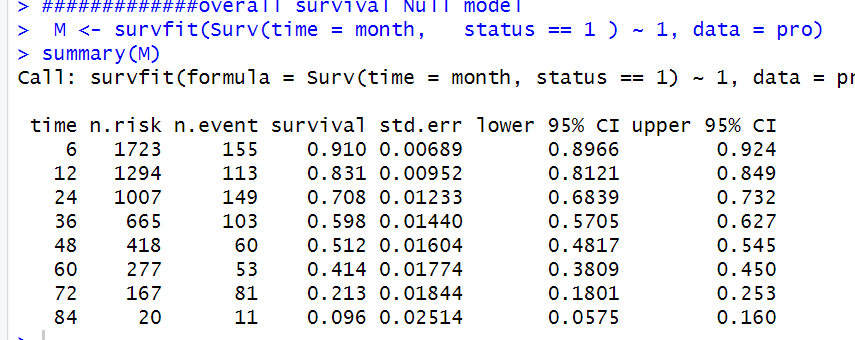 > #############overall survival Null model
>  M <- survfit(Surv(time = month,   status == 1 ) ~ 1, data = pro)
> summary(M)
Call: survfit(formula = Surv(time = month, status == 1) ~ 1, data = pr
time n.risk n.event survival std.err lower 95% CI upper 95% CI
6 1723 155 0.910 0.00689 0.8966 0.924
12 1294 113 0.831 0.00952 0.8121 0.849
24 1007 149 0.708 0.01233 0.6839 0.732
36 665 103 0.598 0.01440 0.5705 0.627
48 418 60 0.512 0.01604 0.4817 0.545
60 277 53 0.414 0.01774 0.3809 0.450
72 167 81 0.213 0.01844 0.1801 0.253
84 20 11 0.096 0.02514 0.0575 0.160
>